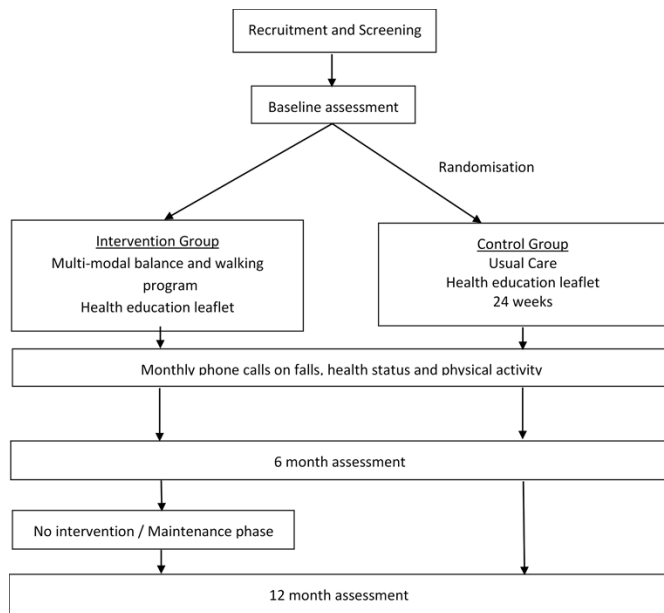 Recruitment and Screening
Baseline assessment
Randomisation
Intervention Group
Multi-modal balance and walking
program
Health education leaflet
Control Group
Usual Care
Health education leaflet
24 weeks
Monthly phone calls on falls, health status and physical activity
6 month assessment
No intervention / Maintenance phase
12 month assessment